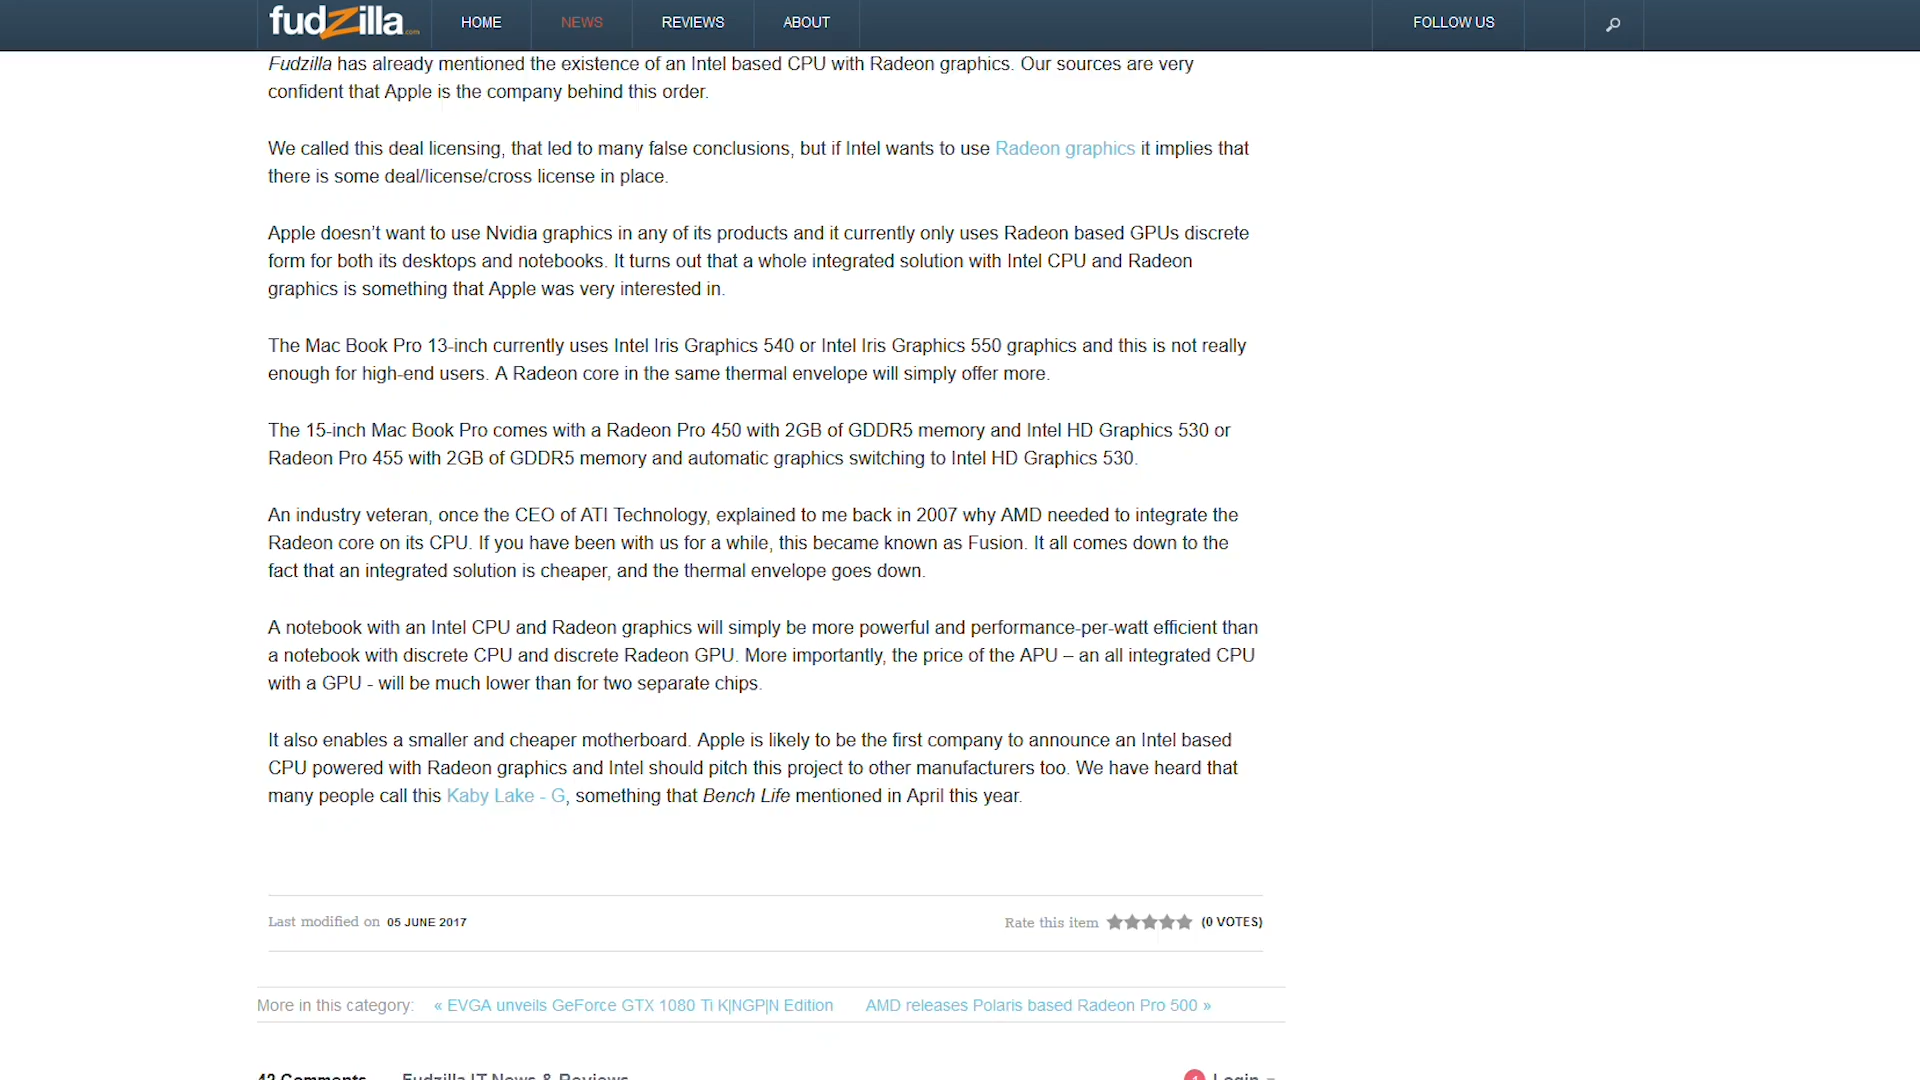 fudzilla.com HOME NEWS REVIEWS ABOUT FOLLOW US
Fudzilla has already mentioned the existence of an Intel based CPU with Radeon graphics. Our sources are very
confident that Apple is the company behind this order.
We called this deal licensing, that led to many false conclusions, but if Intel wants to use Radeon graphics it implies that
there is some deal/license/cross license in place.
Apple doesn’t want to use Nvidia graphics in any of its products and it currently only uses Radeon based GPUs discrete
form for both its desktops and notebooks. It turns out that a whole integrated solution with Intel CPU and Radeon
graphics is something that Apple was very interested in.
The Mac Book Pro 13-inch currently uses Intel Iris Graphics 540 or Intel Iris Graphics 550 graphics and this is not really
enough for high-end users. A Radeon core in the same thermal envelope will simply offer more.
The 15-inch Mac Book Pro comes with a Radeon Pro 450 with 2GB of GDDR5 memory and Intel HD Graphics 530 or
Radeon Pro 455 with 2GB of GDDR5 memory and automatic graphics switching to Intel HD Graphics 530.
An industry veteran, once the CEO of ATI Technology, explained to me back in 2007 why AMD needed to integrate the
Radeon core on its CPU. If you have been with us for a while, this became known as Fusion. It all comes down to the
fact that an integrated solution is cheaper, and the thermal envelope goes down.
A notebook with an Intel CPU and Radeon graphics will simply be more powerful and performance-per-watt efficient than
a notebook with discrete CPU and discrete Radeon GPU. More importantly, the price of the APU – an all integrated CPU
with a GPU - will be much lower than for two separate chips.
It also enables a smaller and cheaper motherboard. Apple is likely to be the first company to announce an Intel based
CPU powered with Radeon graphics and Intel should pitch this project to other manufacturers too. We have heard that
many people call this Kaby Lake - G, something that Bench Life mentioned in April this year.
Last modified on 05 JUNE 2017 Rate this item (0 VOTES)
More in this category: « EVGA unveils GeForce GTX 1080 Ti K|NGP|N Edition AMD releases Polaris based Radeon Pro 500 »
42 Comments Fudzilla IT News & Reviews 1 Login